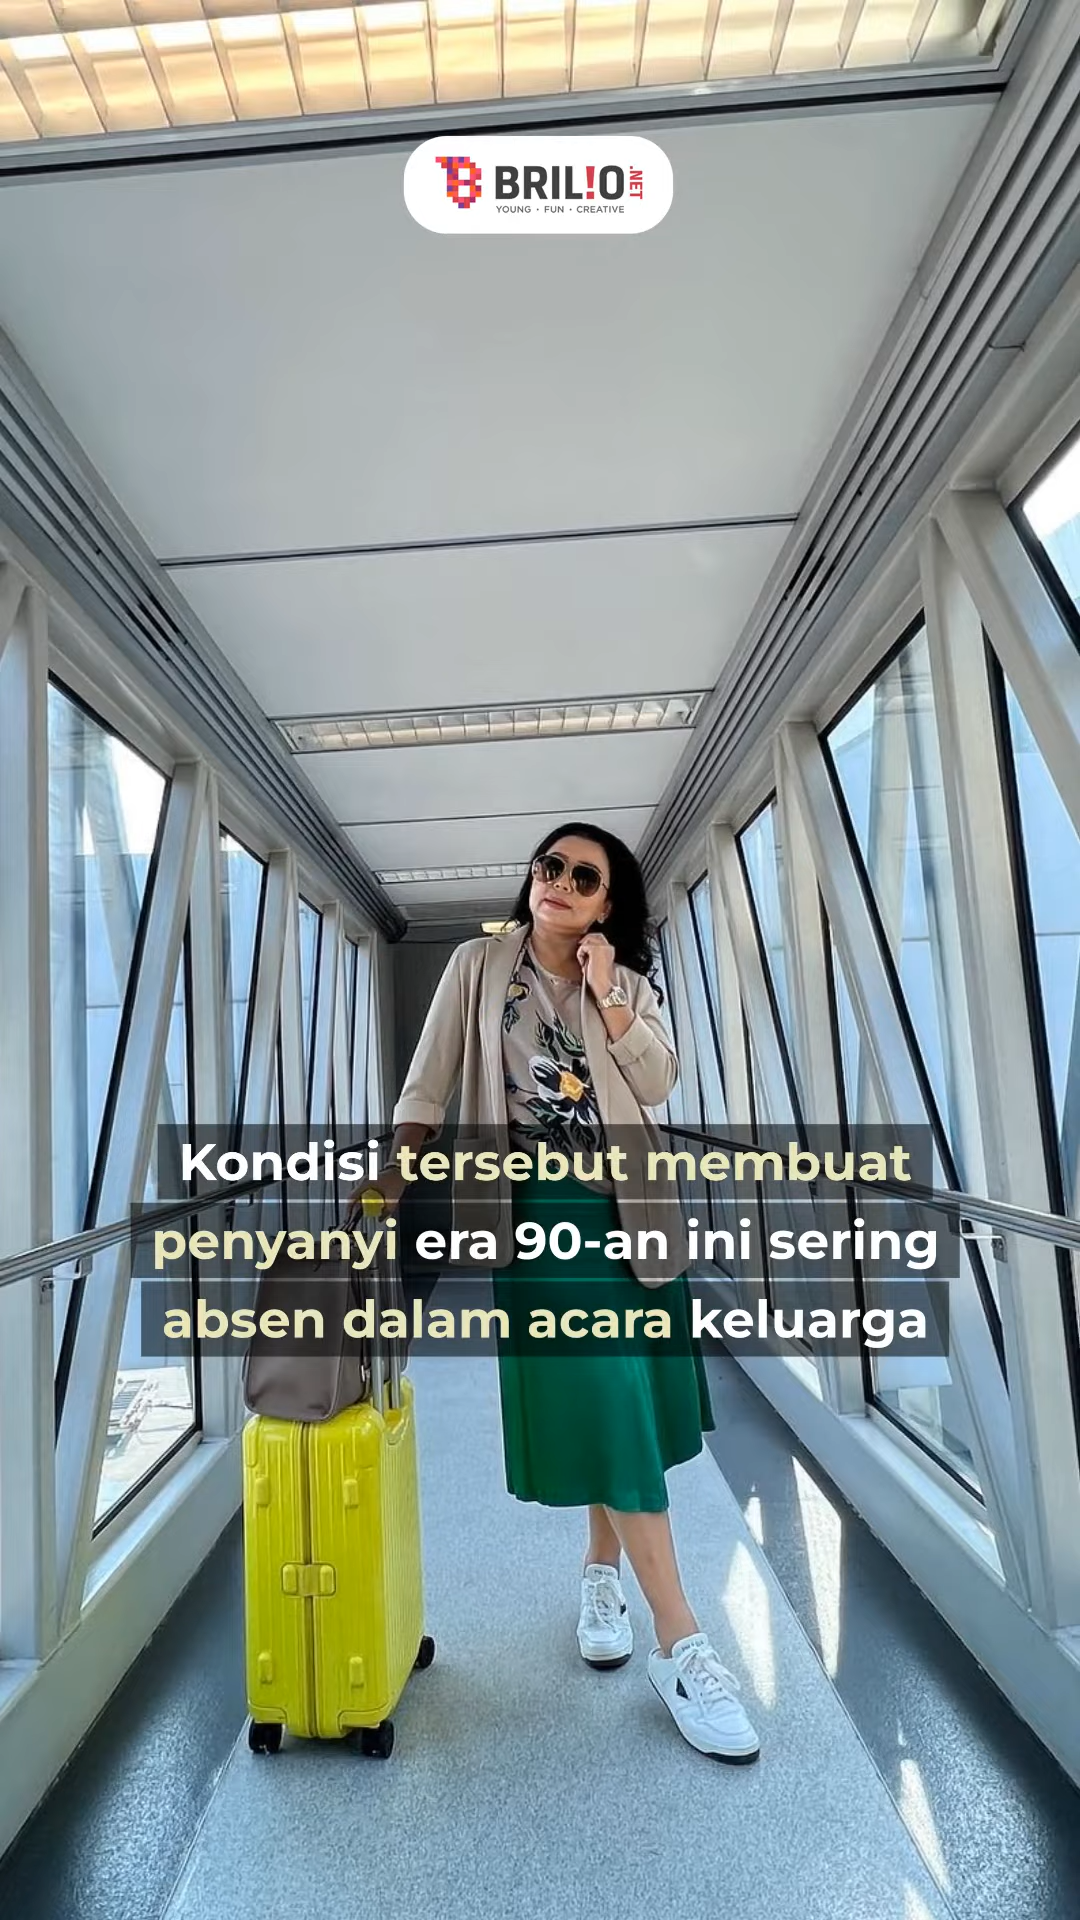 BRIL!O.NET
YOUNG • FUN • CREATIVE
Kondisi tersebut membuat
penyanyi era 90-an ini sering
absen dalam acara keluarga